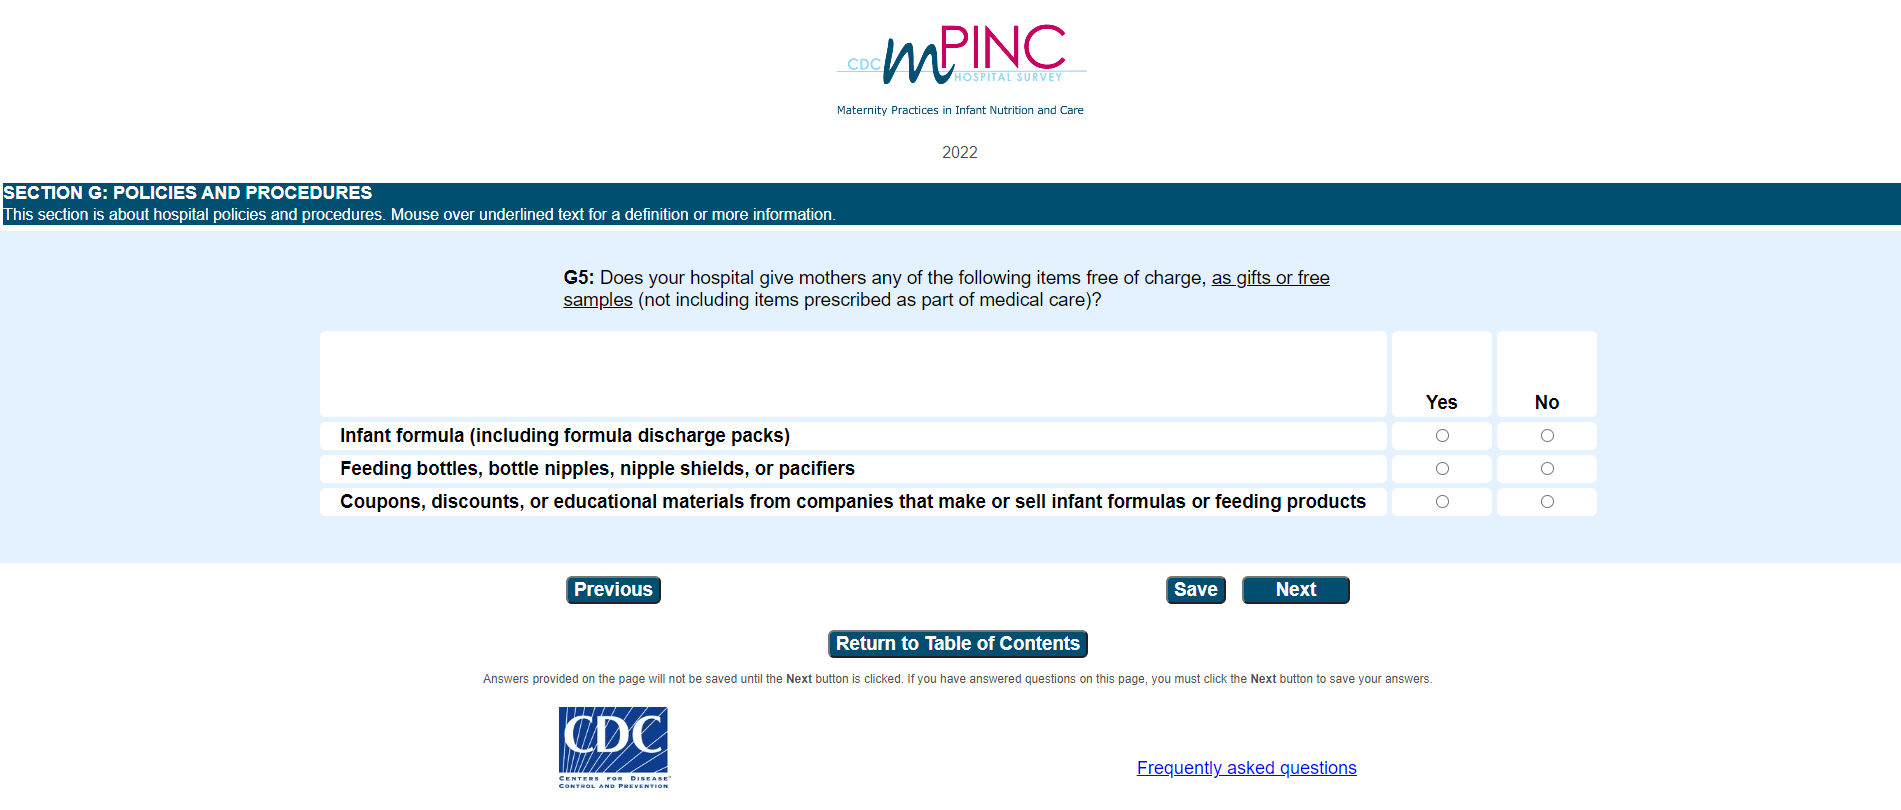 CDC mPINC
HOSPITAL SURVEY
Maternity Practices in Infant Nutrition and Care
2022
SECTION G: POLICIES AND PROCEDURES
This section is about hospital policies and procedures. Mouse over underlined text for a definition or more information.
G5: Does your hospital give mothers any of the following items free of charge, as gifts or free
samples (not including items prescribed as part of medical care)?
Yes No
Infant formula (including formula discharge packs)
Feeding bottles, bottle nipples, nipple shields, or pacifiers
Coupons, discounts, or educational materials from companies that make or sell infant formulas or feeding products
Previous Save Next
Return to Table of Contents
Answers provided on the page will not be saved until the Next button is clicked. If you have answered questions on this page, you must click the Next button to save your answers.
CDC
CENTERS FOR DISEASE™
CONTROL AND PREVENTION
Frequently asked questions